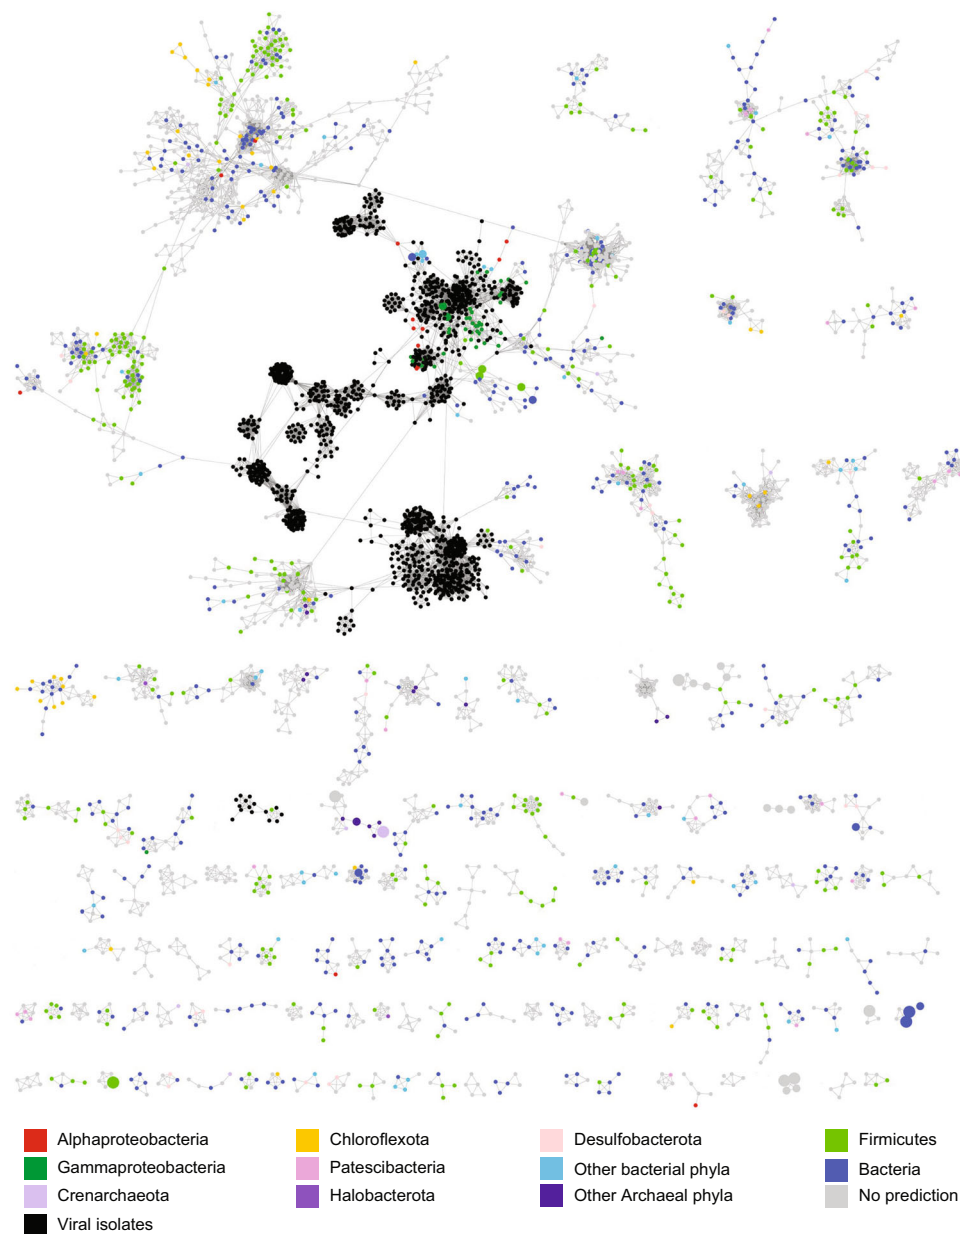 Alphaproteobacteria
Chloroflexota
Desulfobacterota
Firmicutes
Gammaproteobacteria
Patescibacteria
Other bacterial phyla
Bacteria
Crenarchaeota
Halobacterota
Other Archaeal phyla
No prediction
Viral isolates